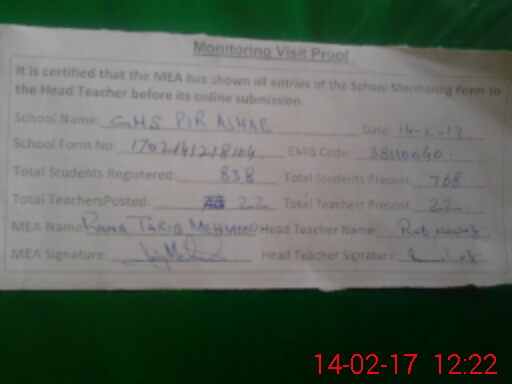 Monitoring Visit Proof
It is certified that the MEA has shown all entries of the School Monitoring Form to
the Head Teacher before its online submission.
School Name: GHS PIR ASHAB Date: 14-2-17
School Form No: 1702141218104 EMIS Code: 38110040
Total Students Registered: 838 Total Students Present: 768
Total TeachersPosted: 22 Total Teachers Present: 22
MEA Name: RANA TARIQ MEHMOOD Head Teacher Name:
MEA Signature: Head Teacher Signature:
14-02-17 12:22